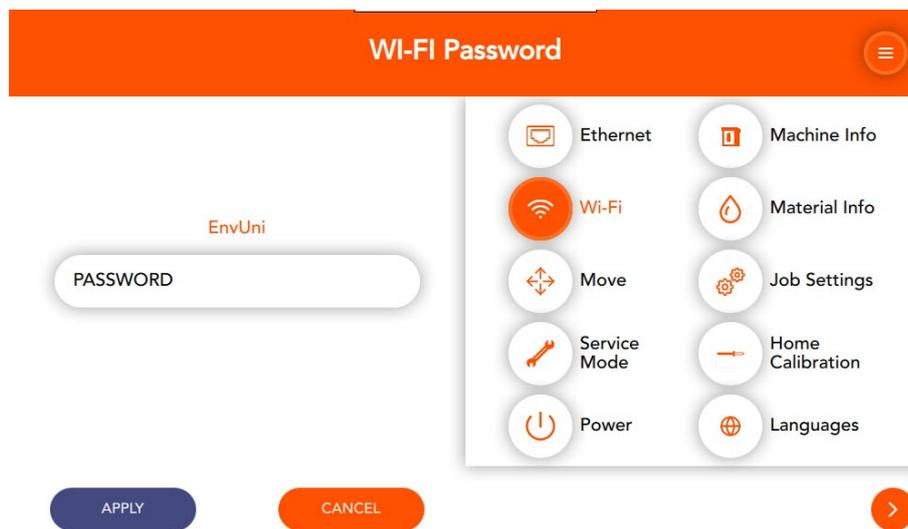 WI-FI Password
EnvUni
PASSWORD
APPLY
CANCEL
Ethernet
Machine Info
Wi-Fi
Material Info
Move
Job Settings
Service
Mode
Home
Calibration
Power
Languages